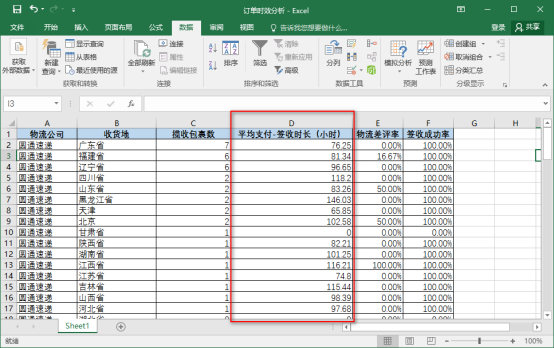 订单时效分析 - Excel
文件 开始 插入 页面布局 公式 数据 审阅 视图 告诉我您想要做什么... 登录 共享
获取外部数据 新建查询 显示查询 从表格 最近使用的源 全部刷新 连接 属性 编辑链接 排序 筛选 清除 重新应用 高级 分列 模拟分析 预测工作表 创建组 取消组合 分类汇总
获取和转换 连接 排序和筛选 数据工具 预测 分级显示
I3 fx
A B C D E F G H
1 物流公司 收货地 揽收包裹数 平均支付-签收时长（小时） 物流差评率 签收成功率
2 圆通速递 广东省 7 76.25 0.00% 100.00%
3 圆通速递 福建省 6 81.34 16.67% 100.00%
4 圆通速递 辽宁省 6 96.65 0.00% 100.00%
5 圆通速递 四川省 2 118.2 0.00% 100.00%
6 圆通速递 山东省 2 83.26 50.00% 100.00%
7 圆通速递 黑龙江省 2 146.03 0.00% 100.00%
8 圆通速递 天津 2 65.85 0.00% 100.00%
9 圆通速递 北京 2 102.58 50.00% 100.00%
10 圆通速递 甘肃省 1 0 0.00% 0.00%
11 圆通速递 陕西省 1 82.21 0.00% 100.00%
12 圆通速递 湖南省 1 101.25 0.00% 100.00%
13 圆通速递 江西省 1 116.21 100.00% 100.00%
14 圆通速递 江苏省 1 74.8 0.00% 100.00%
15 圆通速递 吉林省 1 115.44 0.00% 100.00%
16 圆通速递 山西省 1 98.39 0.00% 100.00%
17 圆通速递 河北省 1 97.68 0.00% 100.00%
Sheet1
就绪 100%